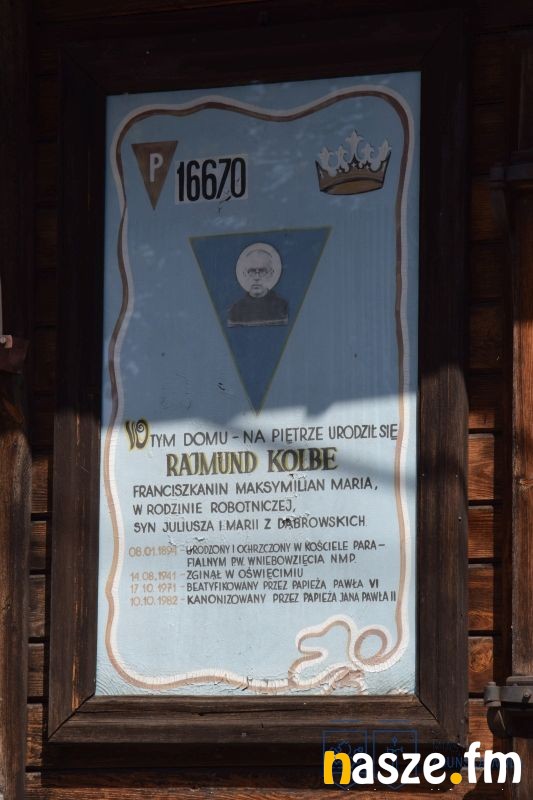 P 16670
W TYM DOMU - NA PIĘTRZE URODZIŁ SIĘ
RAJMUND KOLBE
FRANCISZKANIN MAKSYMILIAN MARIA,
W RODZINIE ROBOTNICZEJ,
SYN JULIUSZA I MARII Z DĄBROWSKICH.
08.01.1894 - URODZONY I OCHRZCZONY W KOŚCIELE PARA-
FIALNYM PW. WNIEBOWZIĘCIA NMP.
14.08.1941 - ZGINĄŁ W OŚWIĘCIMIU
17.10.1971 - BEATYFIKOWANY PRZEZ PAPIEŻA PAWŁA VI
10.10.1982 - KANONIZOWANY PRZEZ PAPIEŻA JANA PAWŁA II
nasze.fm